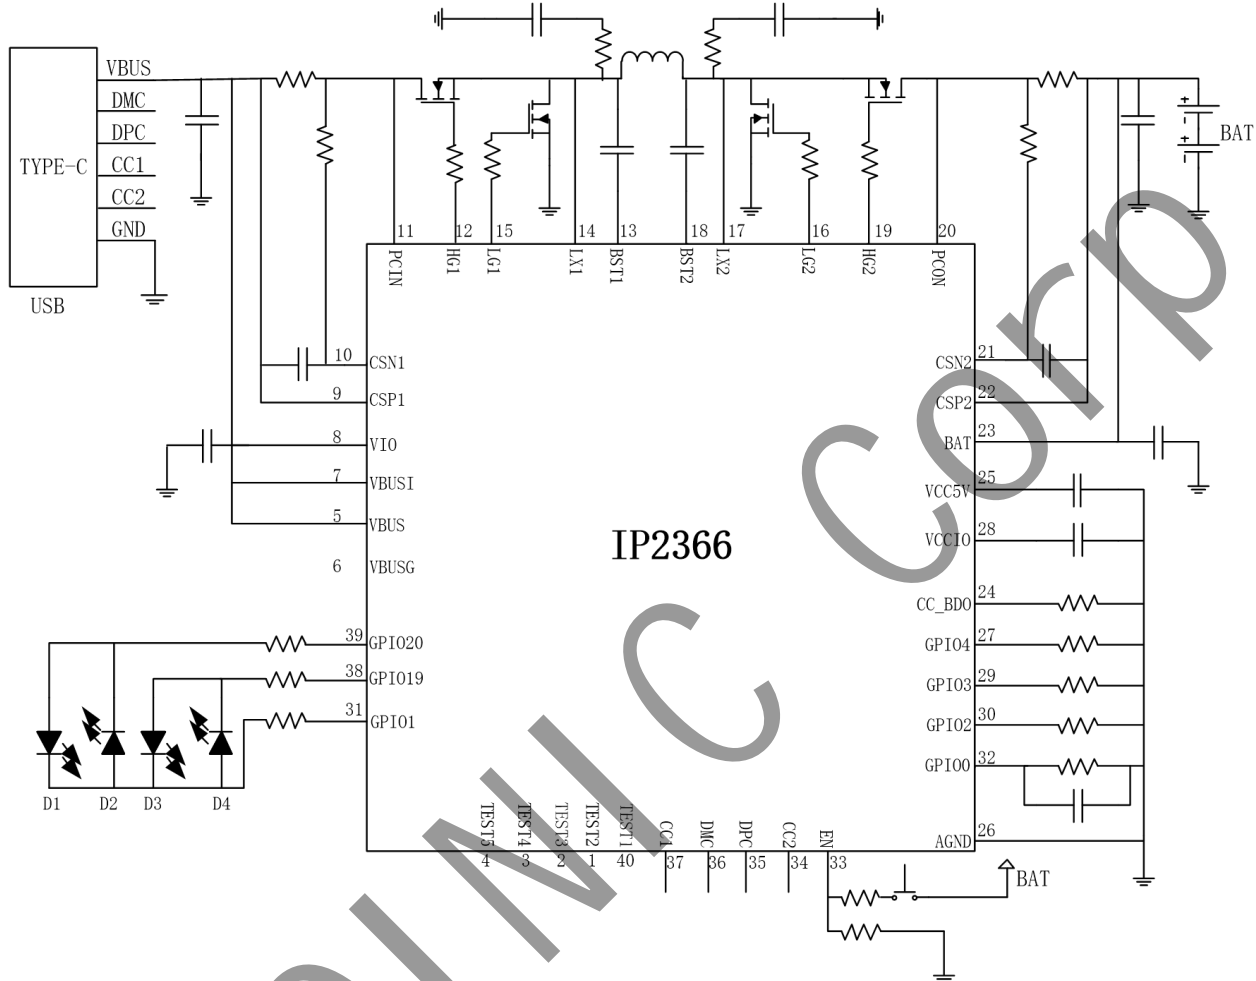 VBUS
DMC
DPC
CC1
CC2
GND
TYPE-C
USB
BAT
11
12
15
14
13
18
17
16
19
20
PCIN
HG1
LG1
LX1
BST1
BST2
LX2
LG2
HG2
PCON
10 CSN1
9 CSP1
8 VIO
7 VBUSI
5 VBUS
6 VBUSG
39 GPIO20
38 GPIO19
31 GPIO1
IP2366
CSN2 21
CSP2 22
BAT 23
VCC5V 25
VCCIO 28
CC_BDO 24
GPIO4 27
GPIO3 29
GPIO2 30
GPIO0 32
AGND 26
D1
D2
D3
D4
TEST5
TEST4
TEST3
TEST2
TEST1
CC1
DMC
DPC
CC2
EN
4
3
2
1
40
37
36
35
34
33
BAT
INIC Corp